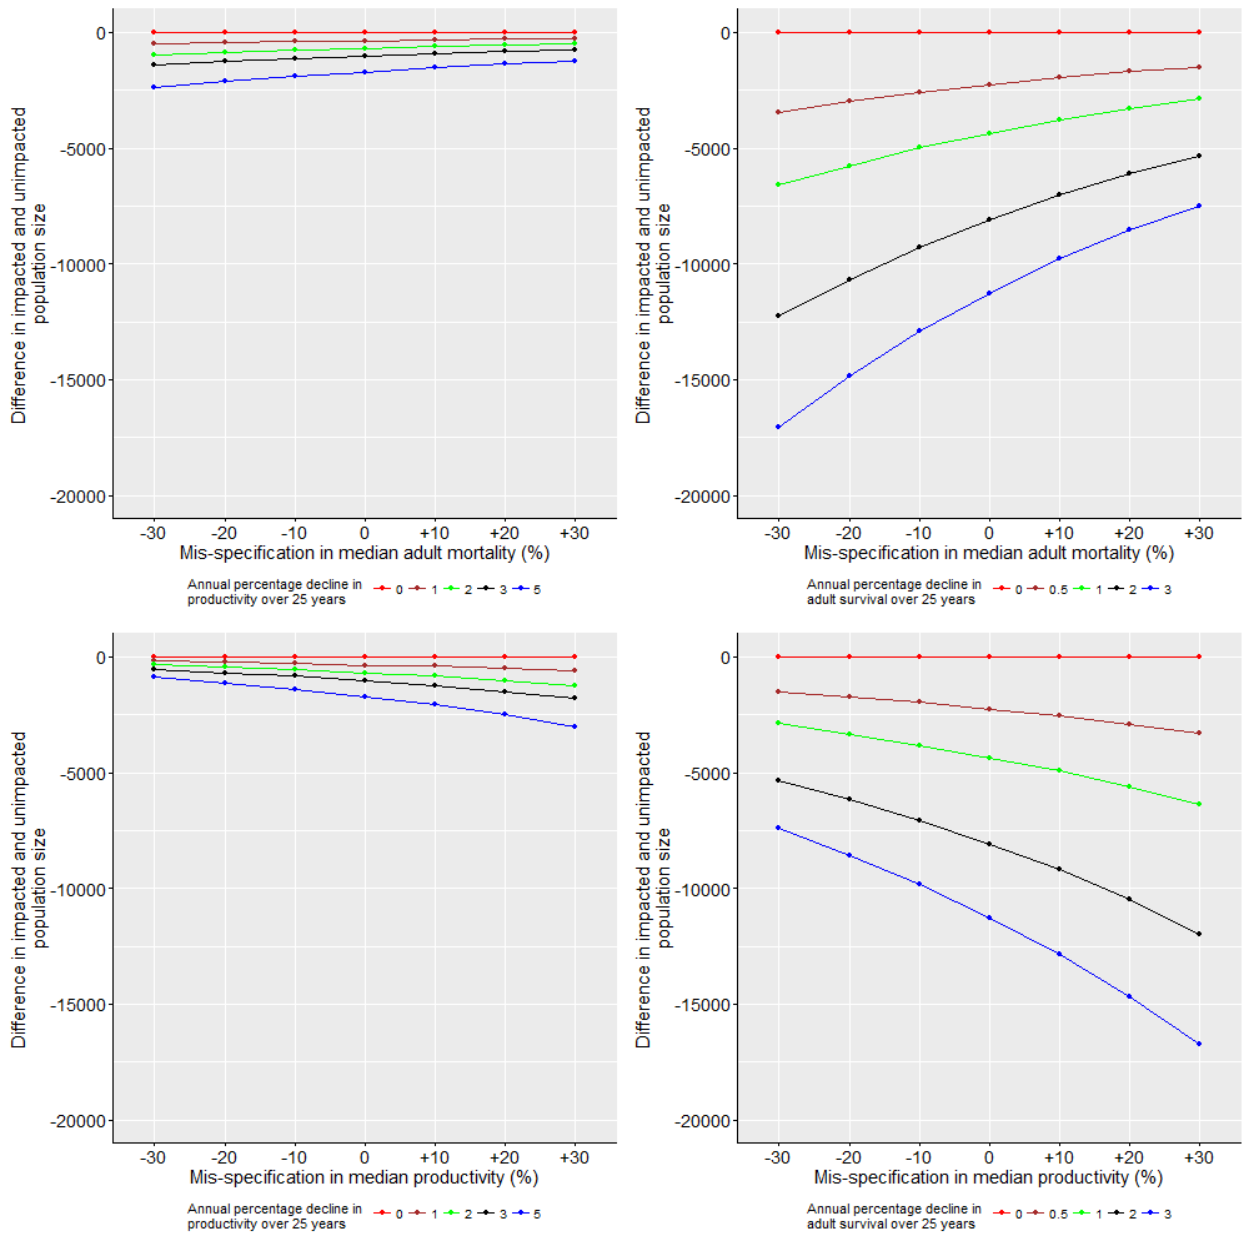 0
-5000
-10000
-15000
-20000
Difference in impacted and unimpacted
population size
-30 -20 -10 0 +10 +20 +30
Mis-specification in median adult mortality (%)
Annual percentage decline in
productivity over 25 years 0 1 2 3 5
0
-5000
-10000
-15000
-20000
Difference in impacted and unimpacted
population size
-30 -20 -10 0 +10 +20 +30
Mis-specification in median adult mortality (%)
Annual percentage decline in
adult survival over 25 years 0 0.5 1 2 3
0
-5000
-10000
-15000
-20000
Difference in impacted and unimpacted
population size
-30 -20 -10 0 +10 +20 +30
Mis-specification in median productivity (%)
Annual percentage decline in
productivity over 25 years 0 1 2 3 5
0
-5000
-10000
-15000
-20000
Difference in impacted and unimpacted
population size
-30 -20 -10 0 +10 +20 +30
Mis-specification in median productivity (%)
Annual percentage decline in
adult survival over 25 years 0 0.5 1 2 3